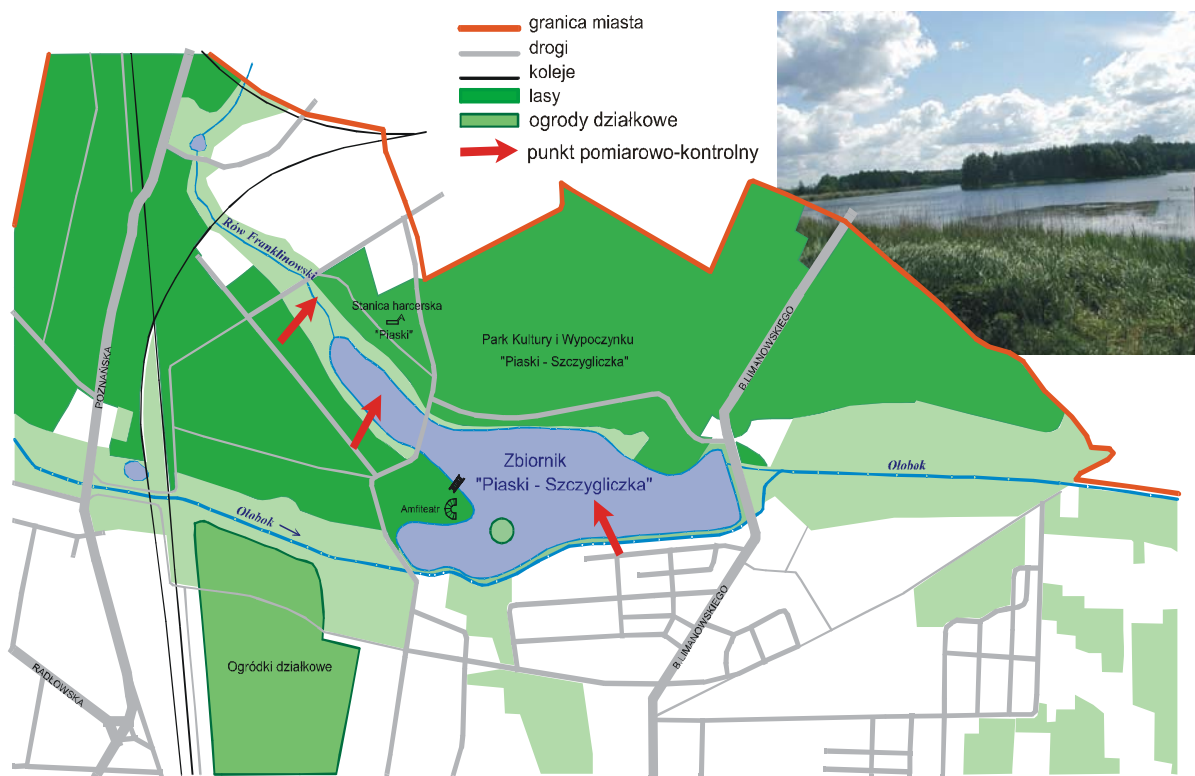 granica miasta
drogi
koleje
lasy
ogrody działkowe
punkt pomiarowo-kontrolny
Rów Franklinowski
Stanica harcerska
"Piaski"
Park Kultury i Wypoczynku
"Piaski - Szczygliczka"
B.LIMANOWSKIEGO
POZNAŃSKA
Zbiornik
"Piaski - Szczygliczka"
Ołobok
Amfiteatr
Ołobok
B.LIMANOWSKIEGO
Ogródki działkowe
RADŁOWSKA